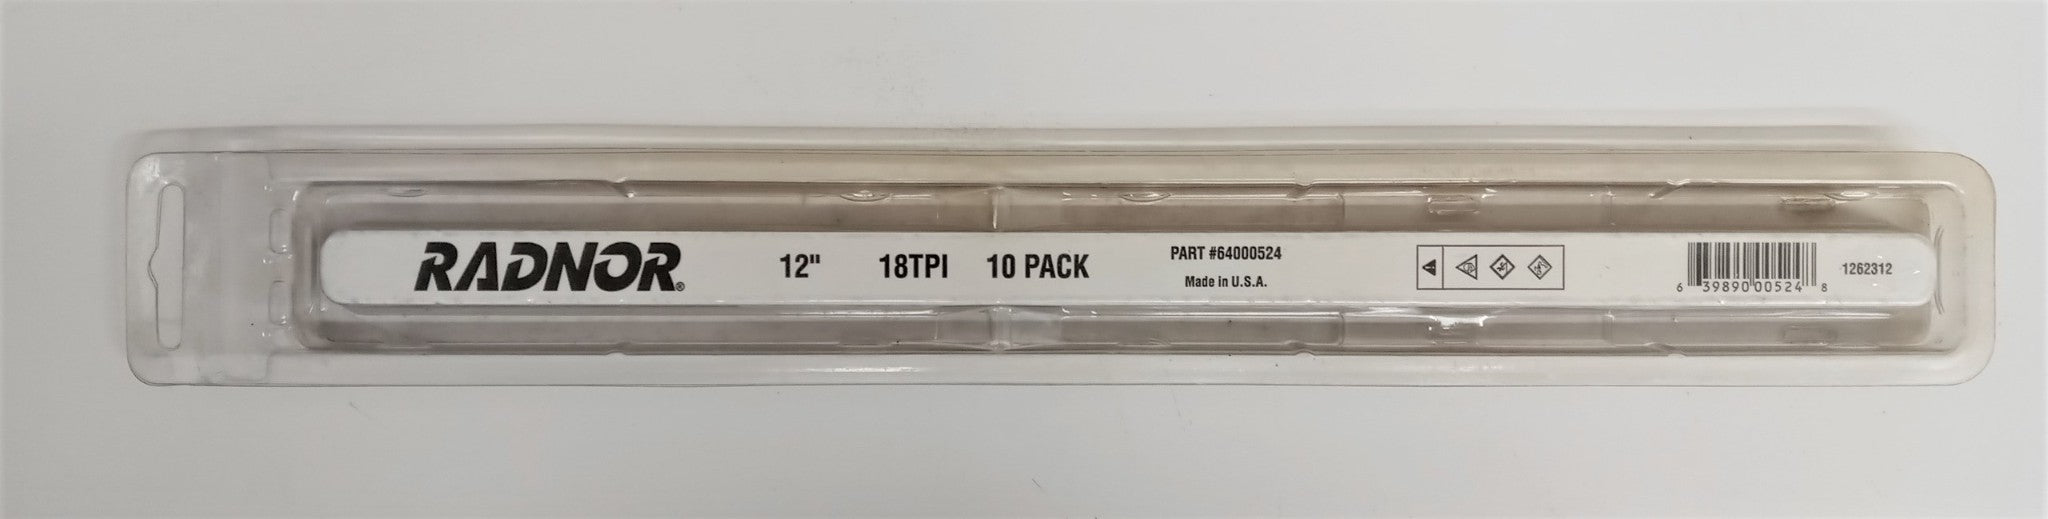 RADNOR®
12" 18TPI 10 PACK
PART #64000524
Made in U.S.A.
6 39890 00524 8
1262312